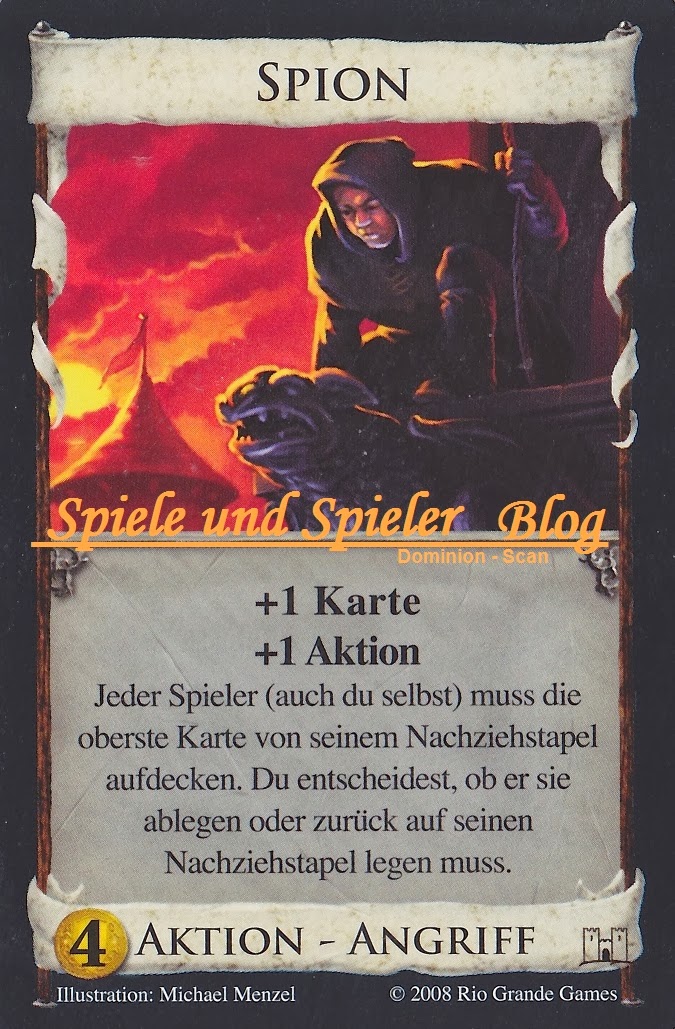 SPION
Spiele und Spieler Blog
Dominion - Scan
+1 Karte
+1 Aktion
Jeder Spieler (auch du selbst) muss die
oberste Karte von seinem Nachziehstapel
aufdecken. Du entscheidest, ob er sie
ablegen oder zurück auf seinen
Nachziehstapel legen muss.
4 AKTION - ANGRIFF
Illustration: Michael Menzel © 2008 Rio Grande Games